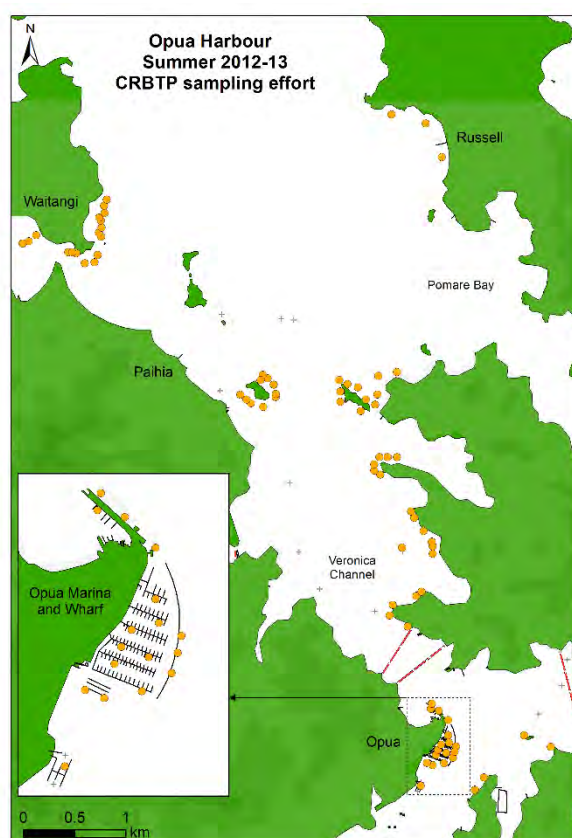 N
Opua Harbour
Summer 2012-13
CRBTP sampling effort
Russell
Waitangi
Pomare Bay
Paihia
Veronica
Channel
Opua Marina
and Wharf
Opua
0 0.5 1
km